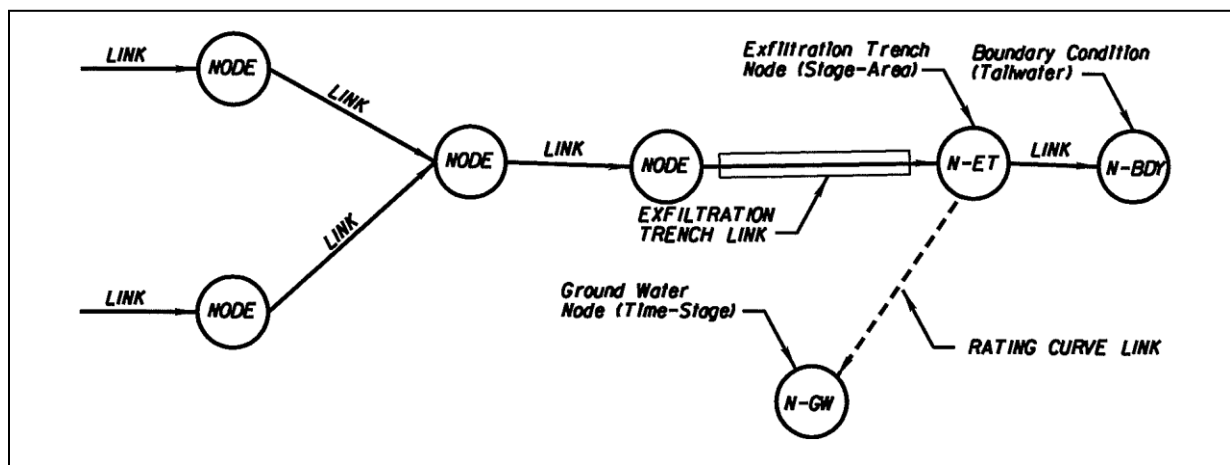 LINK
NODE
LINK
Exfiltration Trench
Node (Stage-Area)
Boundary Condition
(Tailwater)
NODE
LINK
NODE
N-ET
LINK
N-BDY
LINK
EXFILTRATION
TRENCH LINK
LINK
NODE
Ground Water
Node (Time-Stage)
RATING CURVE LINK
N-GW